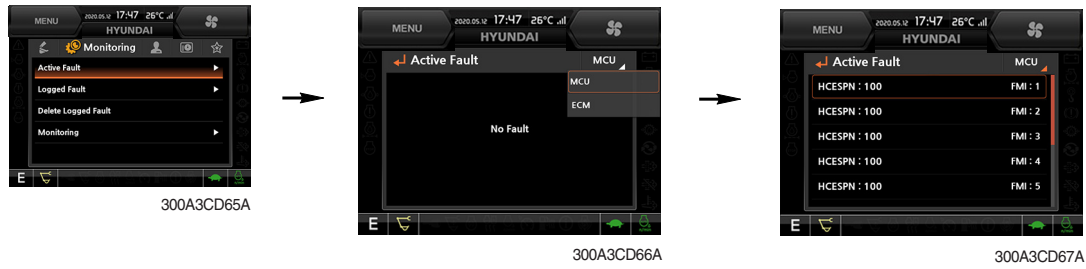 MENU
2020.05.12 17:47 26°C
HYUNDAI
Monitoring
Active Fault
Logged Fault
Delete Logged Fault
Monitoring
E
300A3CD65A
MENU
2020.05.12 17:47 26°C
HYUNDAI
Active Fault MCU
MCU
ECM
No Fault
E
300A3CD66A
MENU
2020.05.12 17:47 26°C
HYUNDAI
Active Fault MCU
HCESPN : 100 FMI : 1
HCESPN : 100 FMI : 2
HCESPN : 100 FMI : 3
HCESPN : 100 FMI : 4
HCESPN : 100 FMI : 5
E
300A3CD67A